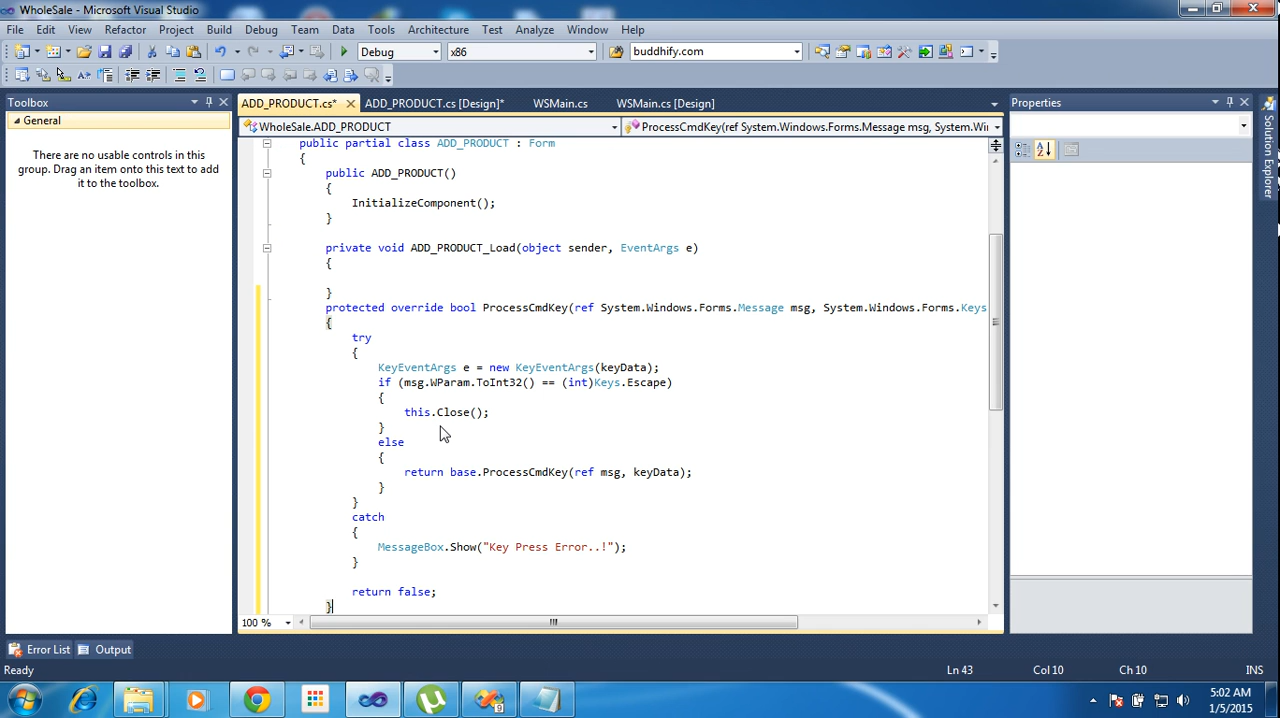 WholeSale - Microsoft Visual Studio
File Edit View Refactor Project Build Debug Team Data Tools Architecture Test Analyze Window Help
Debug x86 buddhify.com
Toolbox
General
There are no usable controls in this
group. Drag an item onto this text to add
it to the toolbox.
ADD_PRODUCT.cs* ADD_PRODUCT.cs [Design]* WSMain.cs WSMain.cs [Design]
WholeSale.ADD_PRODUCT ProcessCmdKey(ref System.Windows.Forms.Message msg, System.Win
public partial class ADD_PRODUCT : Form
{
public ADD_PRODUCT()
{
InitializeComponent();
}
private void ADD_PRODUCT_Load(object sender, EventArgs e)
{
}
protected override bool ProcessCmdKey(ref System.Windows.Forms.Message msg, System.Windows.Forms.Keys
{
try
{
KeyEventArgs e = new KeyEventArgs(keyData);
if (msg.WParam.ToInt32() == (int)Keys.Escape)
{
this.Close();
}
else
{
return base.ProcessCmdKey(ref msg, keyData);
}
}
catch
{
MessageBox.Show("Key Press Error..!");
}
return false;
}
100 %
Properties
Solution Explorer
Error List Output
Ready Ln 43 Col 10 Ch 10 INS
5:02 AM
1/5/2015